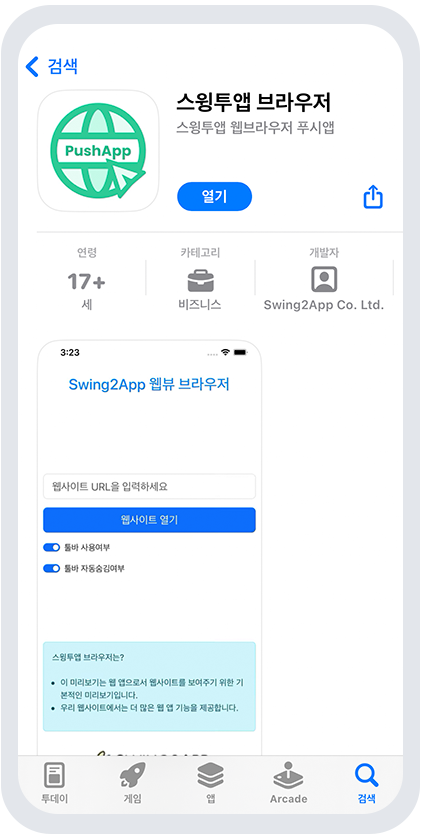 검색
PushApp
스윙투앱 브라우저
스윙투앱 웹브라우저 푸시앱
열기
연령
17+
세
카테고리
비즈니스
개발자
Swing2App Co. Ltd.
3:23
Swing2App 웹뷰 브라우저
웹사이트 URL을 입력하세요
웹사이트 열기
툴바 사용여부
툴바 자동숨김여부
스윙투앱 브라우저는?
• 이 미리보기는 웹 앱으로서 웹사이트를 보여주기 위한 기
본적인 미리보기입니다.
• 우리 웹사이트에서는 더 많은 웹 앱 기능을 제공합니다.
투데이
게임
앱
Arcade
검색